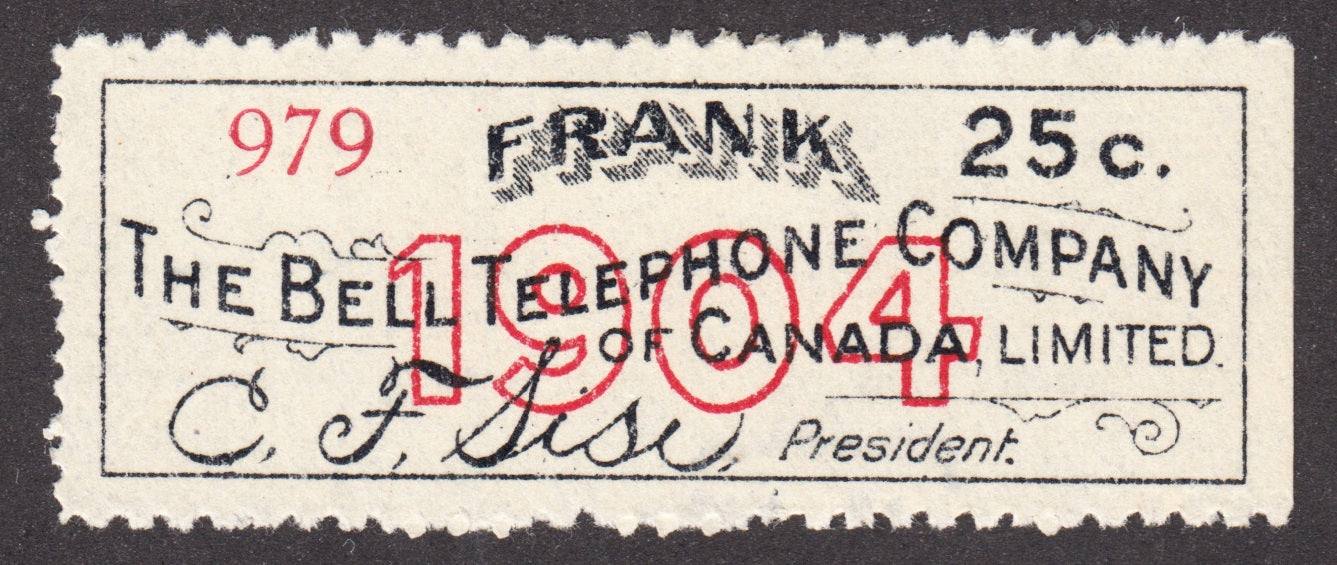 979 FRANK 25c.
THE BELL TELEPHONE COMPANY
OF CANADA, LIMITED.
1904
C. F. Sise, President.